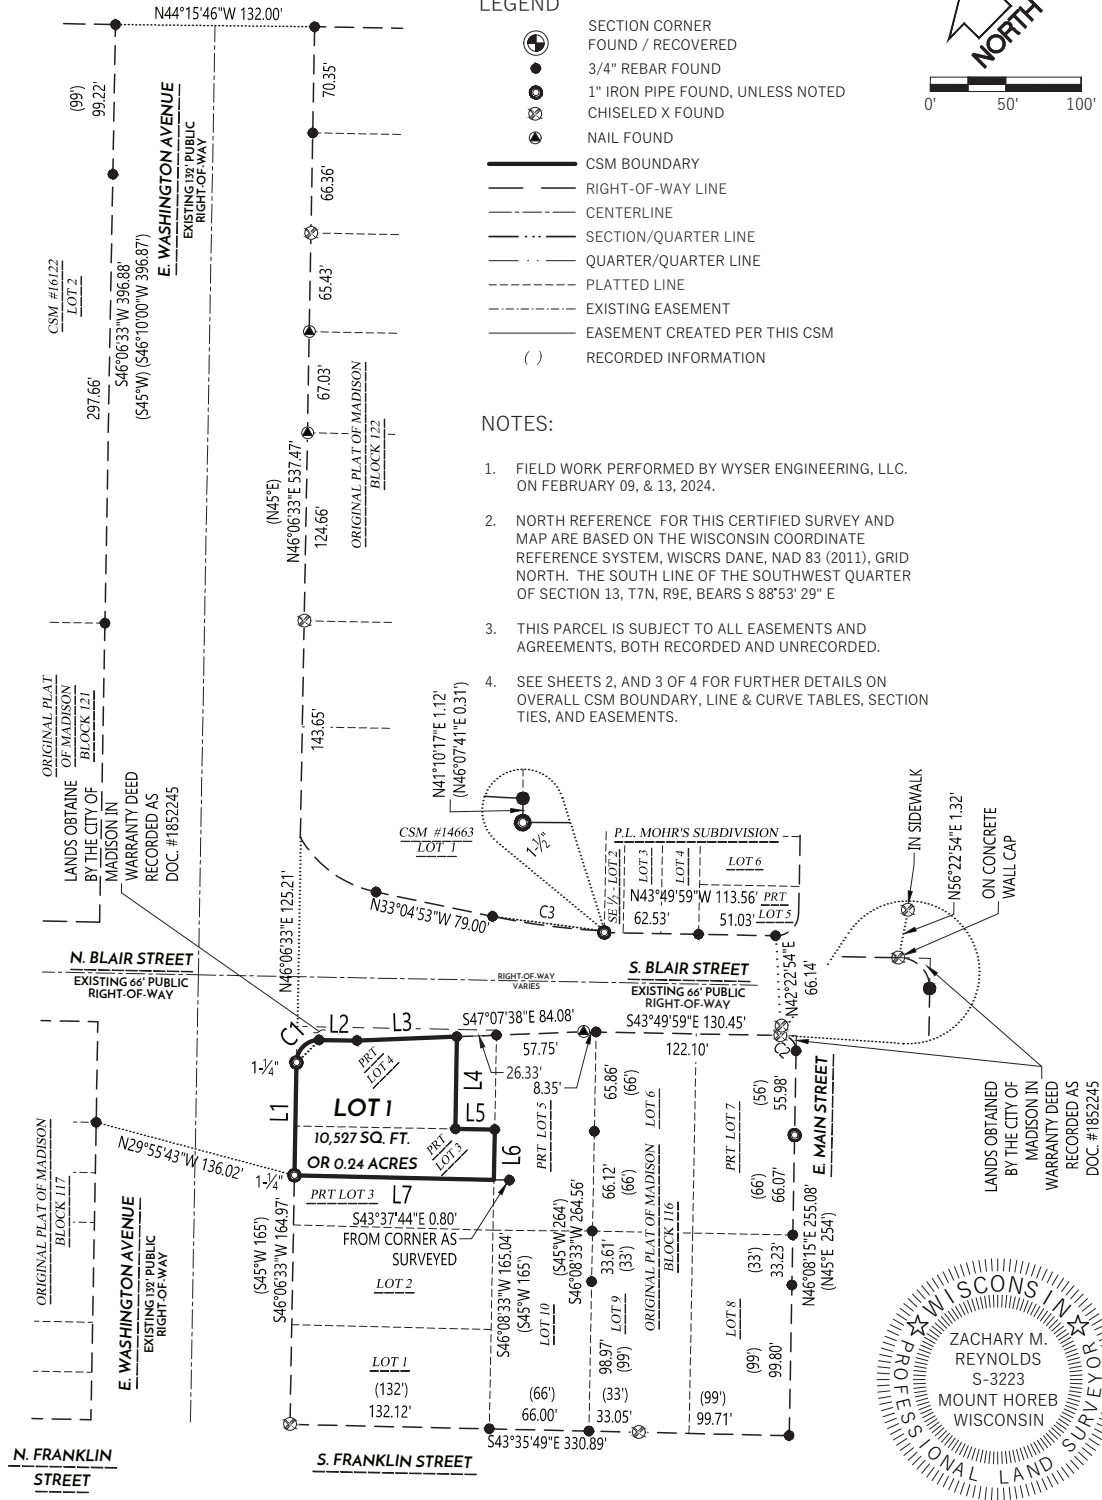 N44°15'46"W 132.00'
(99')
99.22'
E. WASHINGTON AVENUE
EXISTING 132' PUBLIC
RIGHT-OF-WAY
70.35'
66.36'
65.43'
67.03'
CSM #16122
LOT 2
297.66'
S46°06'33"W 396.88'
(S45°W) (S46°10'00"W 396.87')
(N45°E)
N46°06'33"E 537.47'
124.66'
ORIGINAL PLAT OF MADISON
BLOCK 122
143.65'
LEGEND
SECTION CORNER
FOUND / RECOVERED
3/4" REBAR FOUND
1" IRON PIPE FOUND, UNLESS NOTED
CHISELED X FOUND
NAIL FOUND
CSM BOUNDARY
RIGHT-OF-WAY LINE
CENTERLINE
SECTION/QUARTER LINE
QUARTER/QUARTER LINE
PLATTED LINE
EXISTING EASEMENT
EASEMENT CREATED PER THIS CSM
( ) RECORDED INFORMATION
NORTH
0' 50' 100'
NOTES:
1. FIELD WORK PERFORMED BY WYSER ENGINEERING, LLC.
ON FEBRUARY 09, & 13, 2024.
2. NORTH REFERENCE FOR THIS CERTIFIED SURVEY AND
MAP ARE BASED ON THE WISCONSIN COORDINATE
REFERENCE SYSTEM, WISCRS DANE, NAD 83 (2011), GRID
NORTH. THE SOUTH LINE OF THE SOUTHWEST QUARTER
OF SECTION 13, T7N, R9E, BEARS S 88°53' 29" E
3. THIS PARCEL IS SUBJECT TO ALL EASEMENTS AND
AGREEMENTS, BOTH RECORDED AND UNRECORDED.
4. SEE SHEETS 2, AND 3 OF 4 FOR FURTHER DETAILS ON
OVERALL CSM BOUNDARY, LINE & CURVE TABLES, SECTION
TIES, AND EASEMENTS.
ORIGINAL PLAT
OF MADISON
BLOCK 121
LANDS OBTAINE
BY THE CITY OF
MADISON IN
WARRANTY DEED
RECORDED AS
DOC. #1852245
N41°10'17"E 1.12'
(N46°07'41"E 0.31')
1-½"
CSM #14663
LOT 1
P.L. MOHR'S SUBDIVISION
SE ½ - LOT 2
LOT 3
LOT 4
LOT 6
N43°49'59"W 113.56'
PRT
LOT 5
62.53'
51.03'
N33°04'53"W 79.00'
C3
N46°06'33"E 125.21'
IN SIDEWALK
N56°22'54"E 1.32'
ON CONCRETE
WALL CAP
N42°22'54"E
66.14'
N. BLAIR STREET
EXISTING 66' PUBLIC
RIGHT-OF-WAY
RIGHT-OF-WAY
VARIES
S. BLAIR STREET
EXISTING 66' PUBLIC
RIGHT-OF-WAY
S47°07'38"E 84.08'
S43°49'59"E 130.45'
57.75'
26.33'
8.35'
122.10'
C1
L2
L3
1-¼"
L1
PRT
LOT 4
LOT 1
10,527 SQ. FT.
OR 0.24 ACRES
L4
L5
PRT
LOT 3
L6
L7
1-¼"
C2
LANDS OBTAINED
BY THE CITY OF
MADISON IN
WARRANTY DEED
RECORDED AS
DOC. #1852245
N29°55'43"W 136.02'
ORIGINAL PLAT OF MADISON
BLOCK 117
E. WASHINGTON AVENUE
EXISTING 132' PUBLIC
RIGHT-OF-WAY
(S45°W 165')
S46°06'33"W 164.97'
PRT LOT 3
S43°37'44"E 0.80'
FROM CORNER AS
SURVEYED
LOT 2
LOT 1
(132')
132.12'
S46°08'33"W 165.04'
(S45°W 165')
PRT LOT 5
LOT 10
(66')
66.00'
(S45°W 264')
S46°08'33"W 264.56'
65.86'
(66')
66.12'
(66')
33.61'
(33')
98.97'
(99')
LOT 6
LOT 9
ORIGINAL PLAT OF MADISON
BLOCK 116
(33')
33.05'
PRT LOT 7
LOT 8
(56')
55.98'
(66')
66.07'
(33')
33.23'
(99')
99.80'
(99')
99.71'
E. MAIN STREET
N46°08'15"E 255.08'
(N45°E 254')
S43°35'49"E 330.89'
N. FRANKLIN
STREET
S. FRANKLIN STREET
WISCONSIN
ZACHARY M.
REYNOLDS
S-3223
MOUNT HOREB
WISCONSIN
PROFESSIONAL LAND SURVEYOR